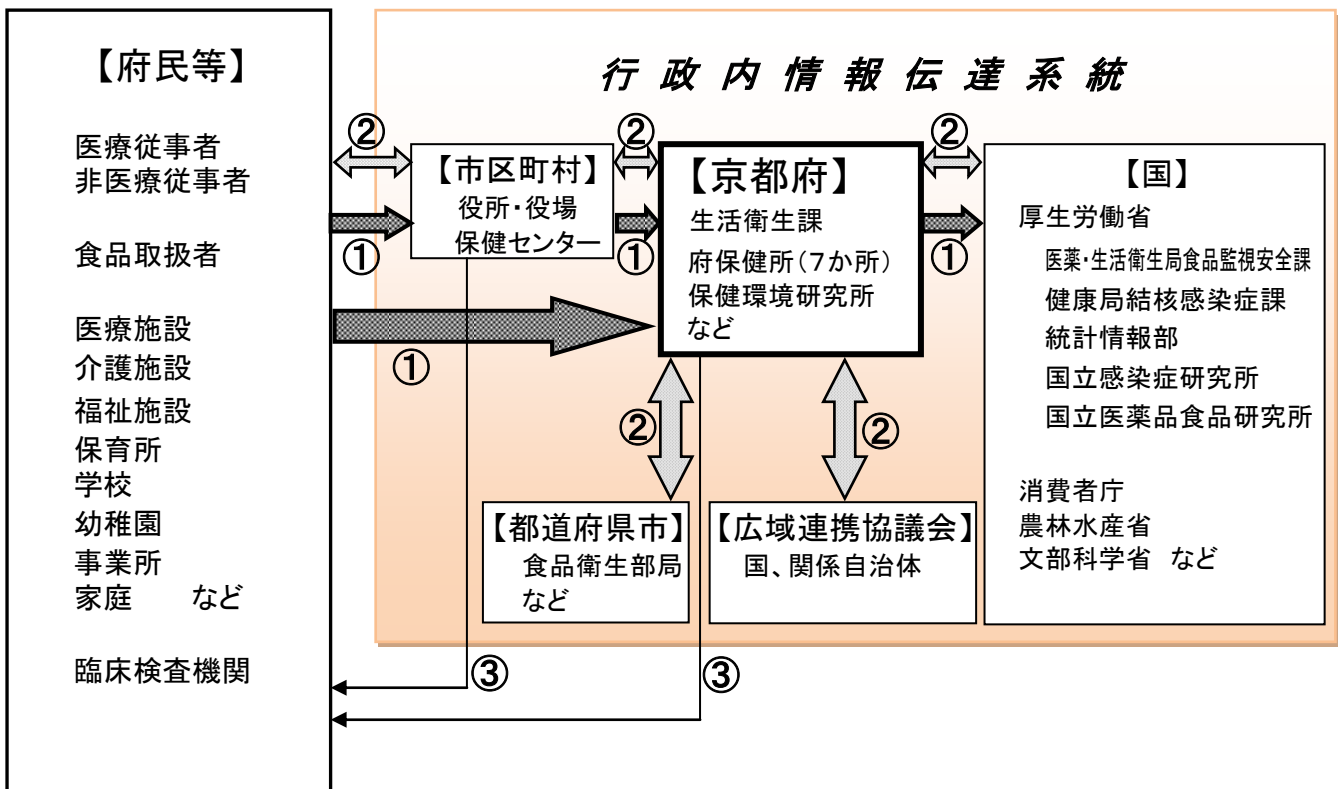 【府民等】
医療従事者
非医療従事者
食品取扱者
医療施設
介護施設
福祉施設
保育所
学校
幼稚園
事業所
家庭 など
臨床検査機関
行政内情報伝達系統
②
②
②
①
①
①
①
【市区町村】
役所・役場
保健センター
【京都府】
生活衛生課
府保健所(7か所)
保健環境研究所
など
【国】
厚生労働省
医薬・生活衛生局食品監視安全課
健康局結核感染症課
統計情報部
国立感染症研究所
国立医薬品食品研究所
消費者庁
農林水産省
文部科学省 など
②
②
【都道府県市】
食品衛生部局
など
【広域連携協議会】
国、関係自治体
③
③